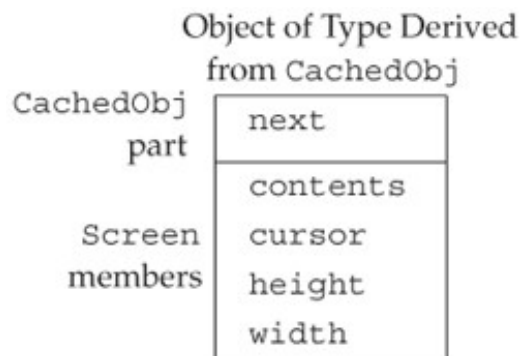 Object of Type Derived
from CachedObj
CachedObj
part
next
Screen
members
contents
cursor
height
width